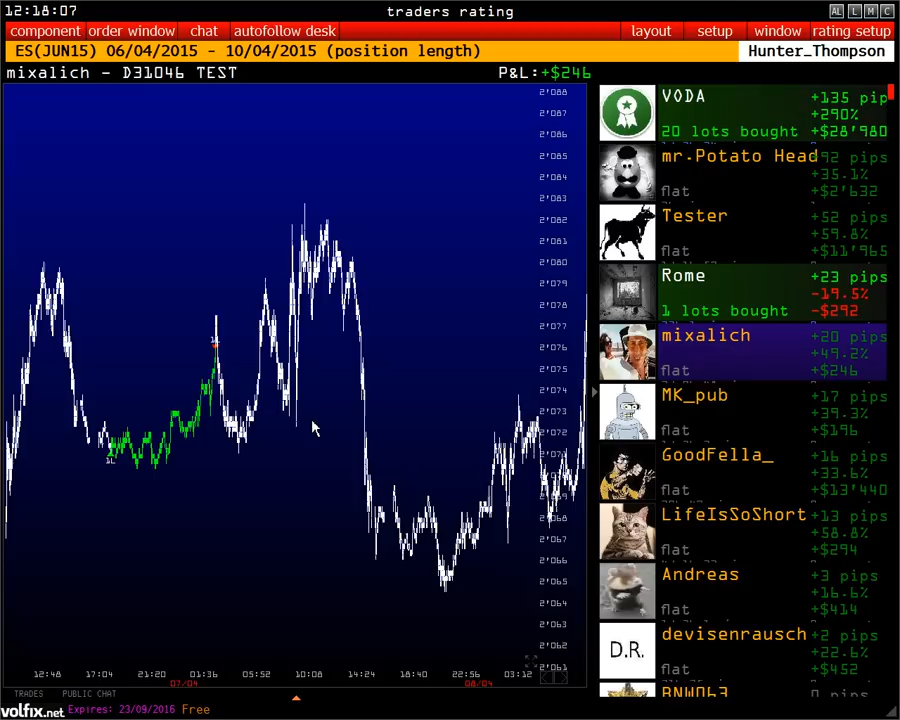 12:18:07
traders rating
AL L M C
component order window chat autofollow desk layout setup window rating setup
ES(JUN15) 06/04/2015 - 10/04/2015 (position length)
Hunter_Thompson
mixalich - D31046 TEST
P&L:+$246
2'088
2'087
2'086
2'085
2'084
2'083
2'082
2'081
2'080
2'079
2'078
2'077
2'076
2'075
2'074
2'073
2'072
2'069
2'068
2'067
2'066
2'065
2'064
2'063
2'062
2'061
1L
1L
12:48 17:04 21:20 01:36 05:52 10:08 14:24 18:40 22:56 03:12
07/04 08/04
VODA
+135 pip
+290%
20 lots bought
+$28'980
mr.Potato Head
92 pips
+35.1%
flat
+$2'632
Tester
+52 pips
+59.8%
flat
+$11'965
Rome
+23 pips
-19.5%
1 lots bought
-$292
mixalich
+20 pips
+49.2%
flat
+$246
MK_pub
+17 pips
+39.3%
flat
+$196
GoodFella_
+16 pips
+33.6%
flat
+$13'440
LifeIsSoShort
+13 pips
+58.8%
flat
+$294
Andreas
+3 pips
+16.6%
flat
+$414
D.R.
devisenrausch
+2 pips
+22.6%
flat
+$452
BNW063
0 pips
TRADES PUBLIC CHAT
volfix.net Expires: 23/09/2016 Free